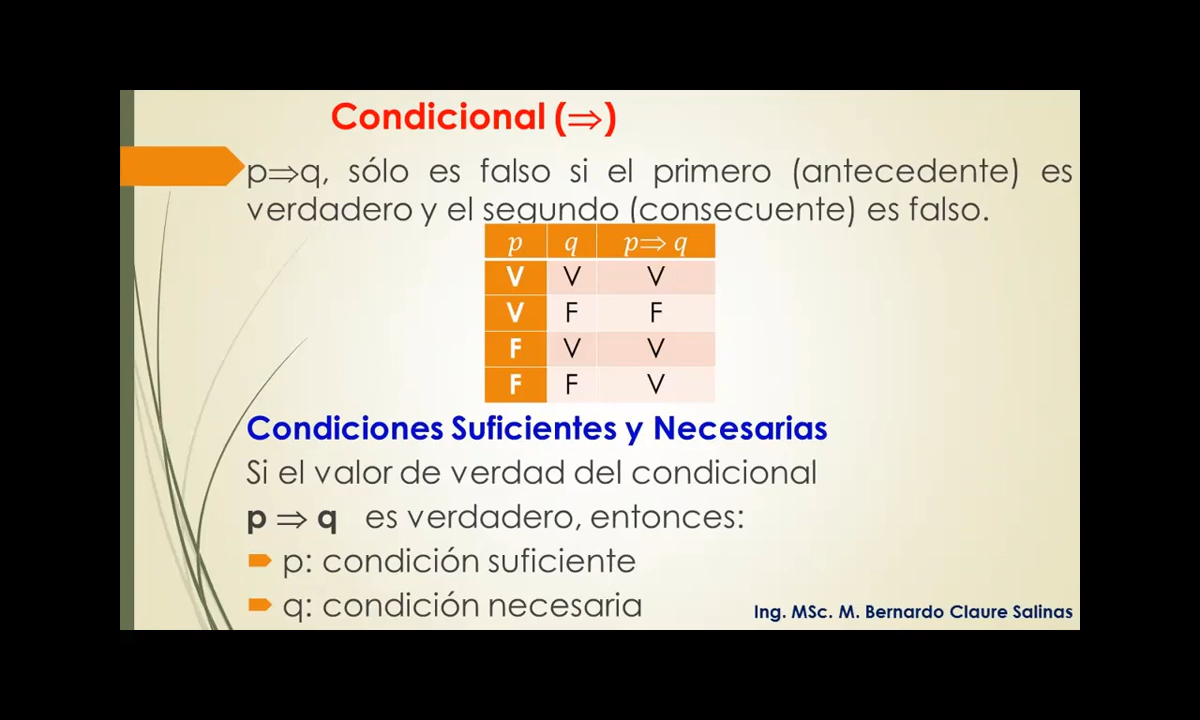 Condicional (⇒)
p⇒q, sólo es falso si el primero (antecedente) es
verdadero y el segundo (consecuente) es falso.
p q p⇒ q
V V V
V F F
F V V
F F V
Condiciones Suficientes y Necesarias
Si el valor de verdad del condicional
p ⇒ q es verdadero, entonces:
p: condición suficiente
q: condición necesaria
Ing. MSc. M. Bernardo Claure Salinas